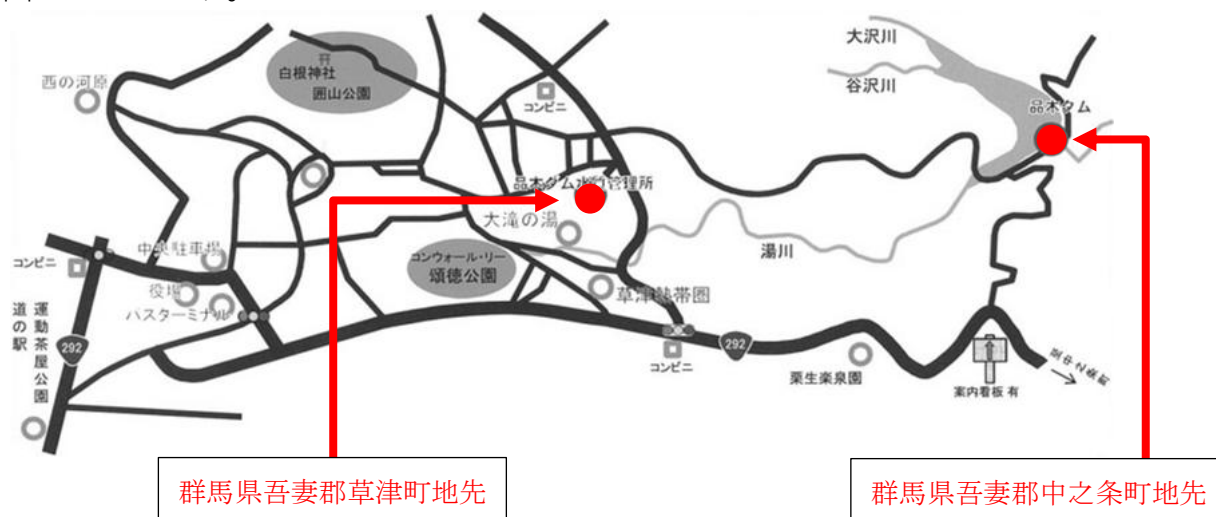 大沢川
谷沢川
白根神社
囲山公園
西の河原
コンビニ
品木ダム
品木ダム水質管理所
大滝の湯
湯川
コンウォール・リー
頌徳公園
中央駐車場
コンビニ
役場
バスターミナル
草津熱帯圏
運動茶屋公園
道の駅
292
292
コンビニ
栗生楽泉園
案内看板 有
群馬県吾妻郡草津町地先
群馬県吾妻郡中之条町地先